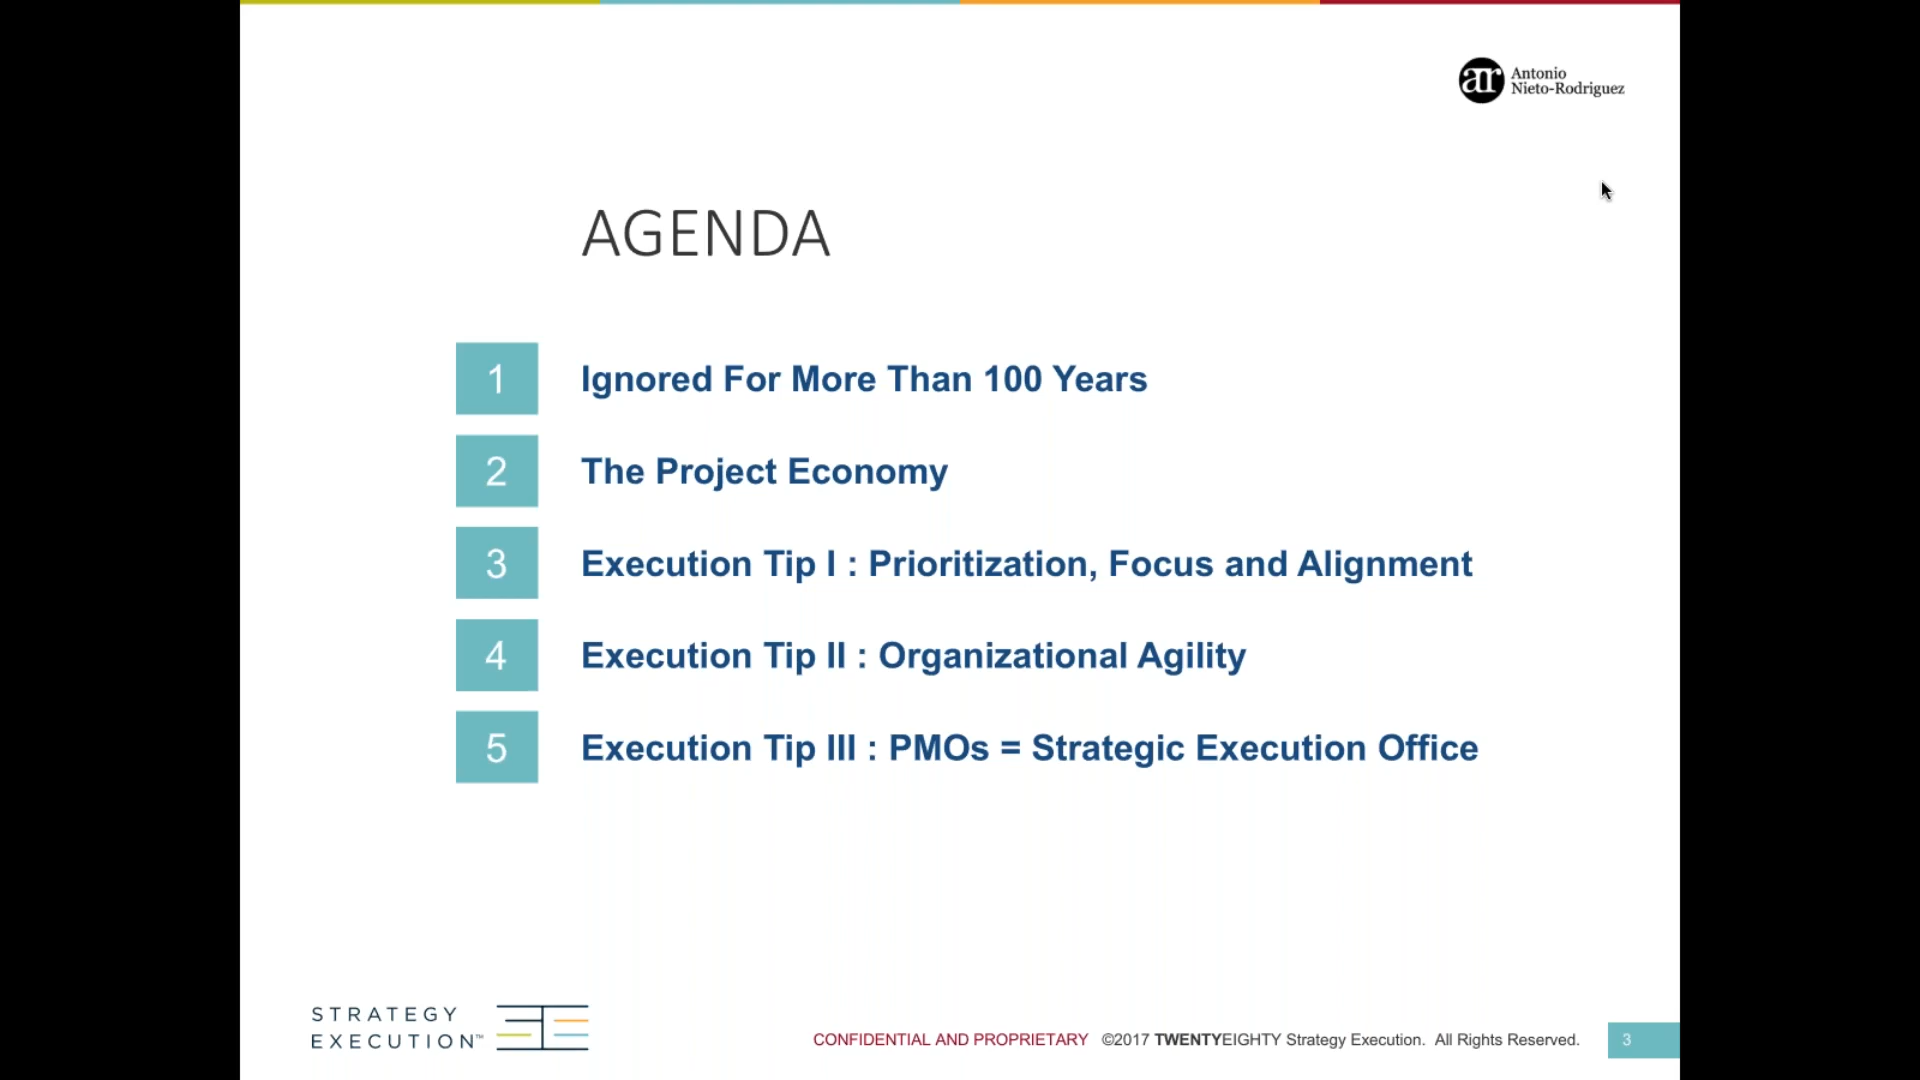 ar Antonio
Nieto-Rodriguez
AGENDA
1 Ignored For More Than 100 Years
2 The Project Economy
3 Execution Tip I : Prioritization, Focus and Alignment
4 Execution Tip II : Organizational Agility
5 Execution Tip III : PMOs = Strategic Execution Office
STRATEGY
EXECUTION™
CONFIDENTIAL AND PROPRIETARY ©2017 TWENTYEIGHTY Strategy Execution. All Rights Reserved. 3